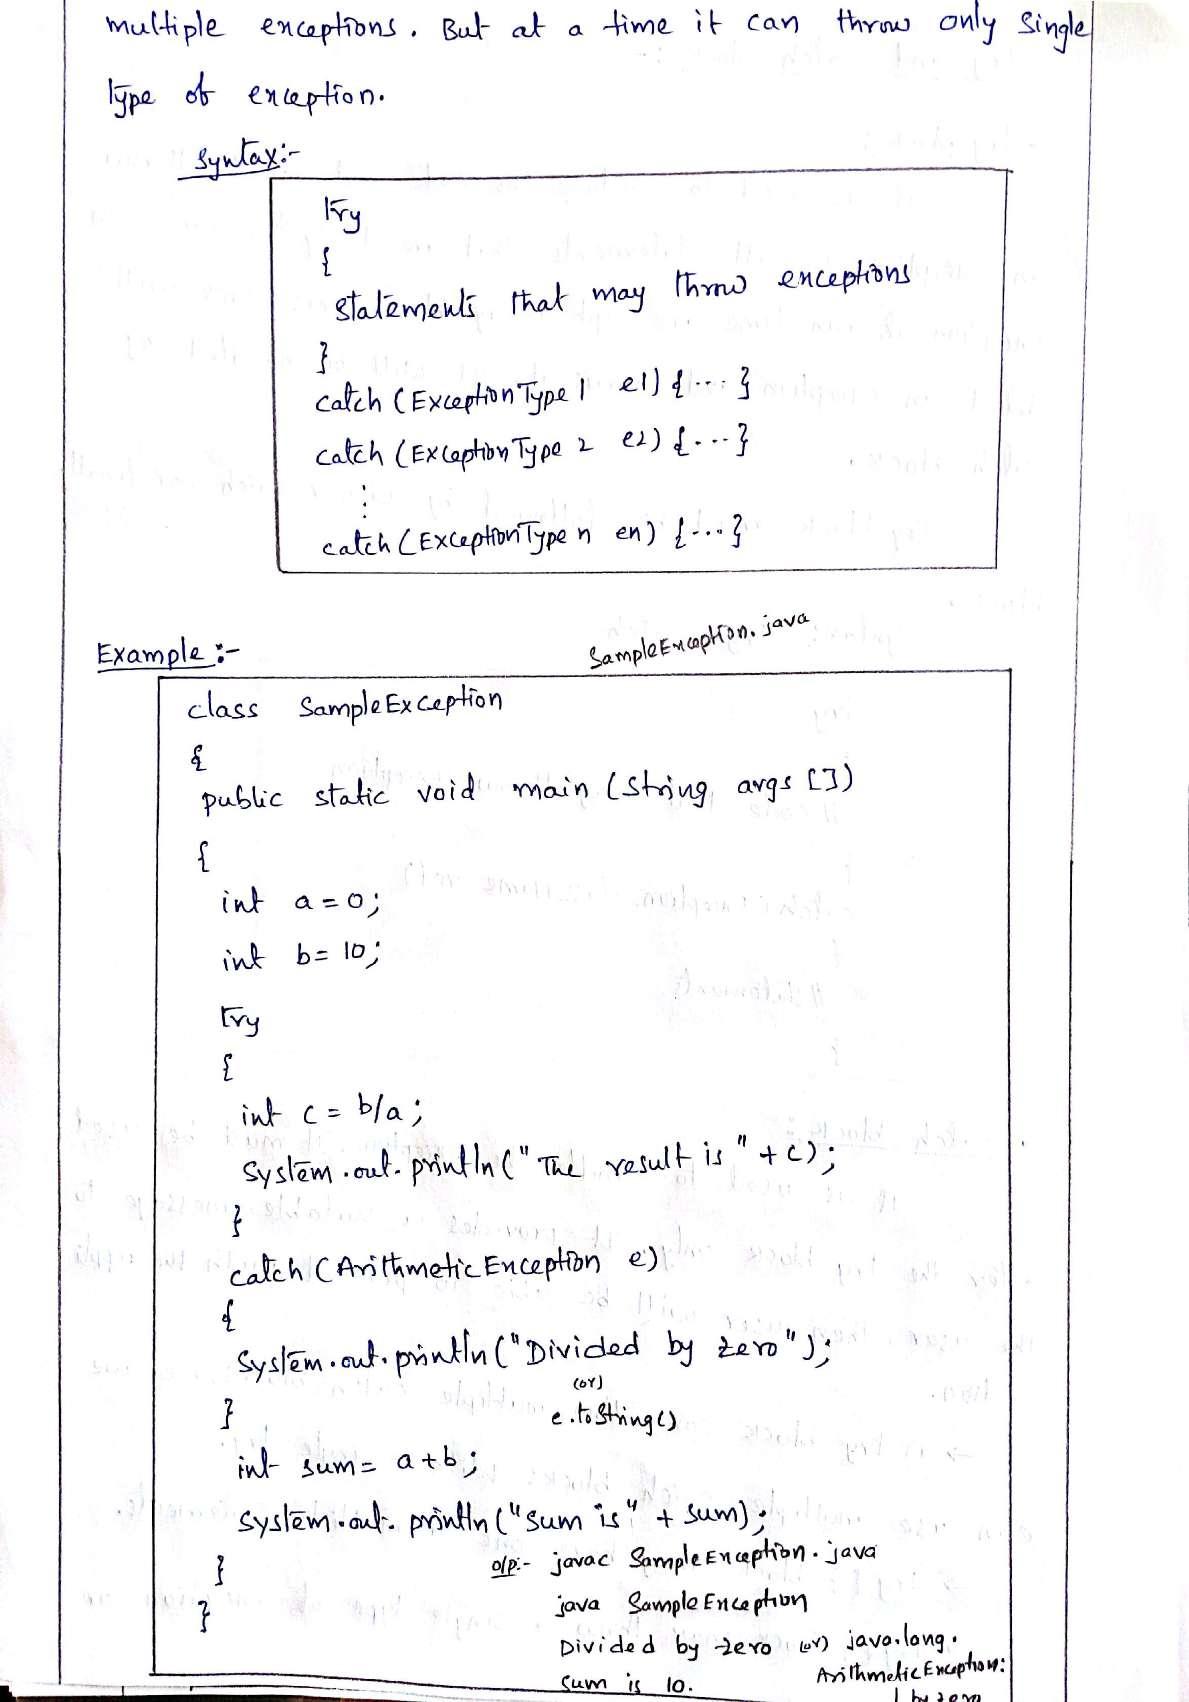 multiple exceptions. But at a time it can throw only single
type of exception.
Syntax:-
try
{
statements that may throw exceptions
}
catch (ExceptionType 1 e1) {...}
catch (ExceptionType 2 e2) {...}
⋮
catch (ExceptionType n en) {...}
Example :-
SampleException.java
class SampleException
{
public static void main (String args [])
{
int a = 0;
int b = 10;
try
{
int c = b/a;
System.out.println("The result is " + c);
}
catch (ArithmeticException e)
{
System.out.println("Divided by zero");
(or)
} e.toString()
int sum = a+b;
System.out.println("sum is" + sum);
} o/p:- javac SampleException.java
} java SampleException
Divided by zero (or) java.lang.
sum is 10. ArithmeticException:
/ by zero